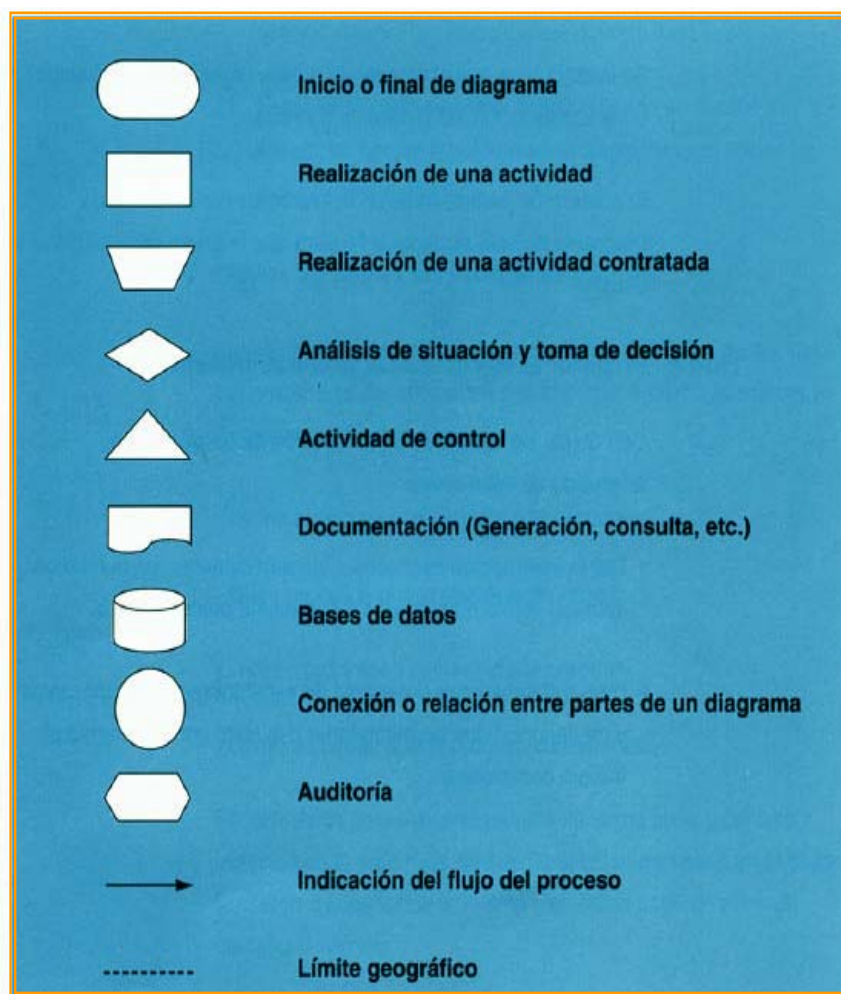 Inicio o final de diagrama
Realización de una actividad
Realización de una actividad contratada
Análisis de situación y toma de decisión
Actividad de control
Documentación (Generación, consulta, etc.)
Bases de datos
Conexión o relación entre partes de un diagrama
Auditoría
Indicación del flujo del proceso
Límite geográfico